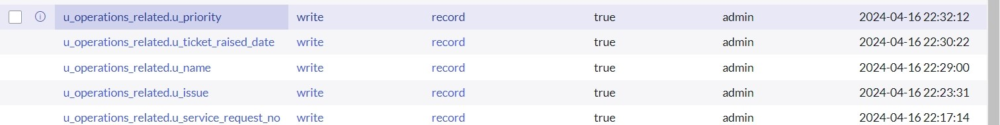 u_operations_related.u_priority write record true admin 2024-04-16 22:32:12
u_operations_related.u_ticket_raised_date write record true admin 2024-04-16 22:30:22
u_operations_related.u_name write record true admin 2024-04-16 22:29:00
u_operations_related.u_issue write record true admin 2024-04-16 22:23:31
u_operations_related.u_service_request_no write record true admin 2024-04-16 22:17:14